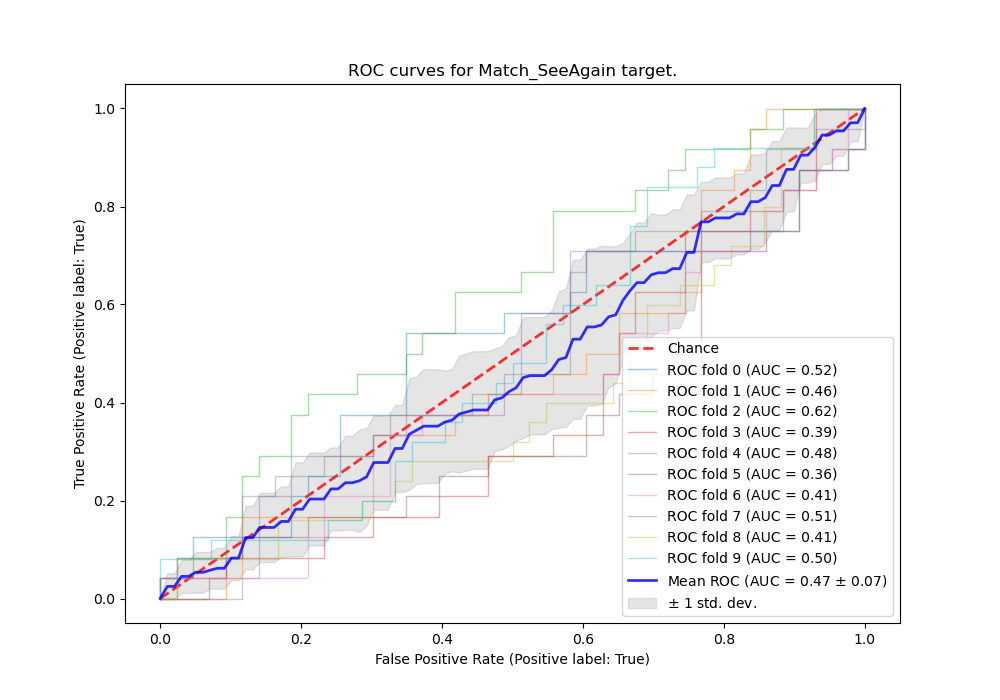 ROC curves for Match_SeeAgain target.
True Positive Rate (Positive label: True)
1.0
0.8
0.6
0.4
0.2
0.0
Chance
ROC fold 0 (AUC = 0.52)
ROC fold 1 (AUC = 0.46)
ROC fold 2 (AUC = 0.62)
ROC fold 3 (AUC = 0.39)
ROC fold 4 (AUC = 0.48)
ROC fold 5 (AUC = 0.36)
ROC fold 6 (AUC = 0.41)
ROC fold 7 (AUC = 0.51)
ROC fold 8 (AUC = 0.41)
ROC fold 9 (AUC = 0.50)
Mean ROC (AUC = 0.47 ± 0.07)
± 1 std. dev.
0.0 0.2 0.4 0.6 0.8 1.0
False Positive Rate (Positive label: True)